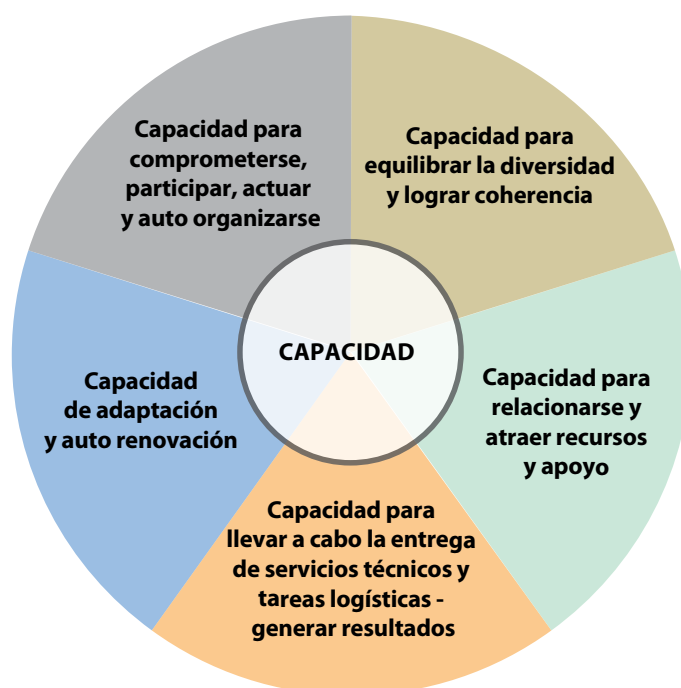 Capacidad para
comprometerse,
participar, actuar
y auto organizarse
Capacidad para
equilibrar la diversidad
y lograr coherencia
CAPACIDAD
Capacidad
de adaptación
y auto renovación
Capacidad para
relacionarse y
atraer recursos
y apoyo
Capacidad para
llevar a cabo la entrega
de servicios técnicos y
tareas logísticas -
generar resultados